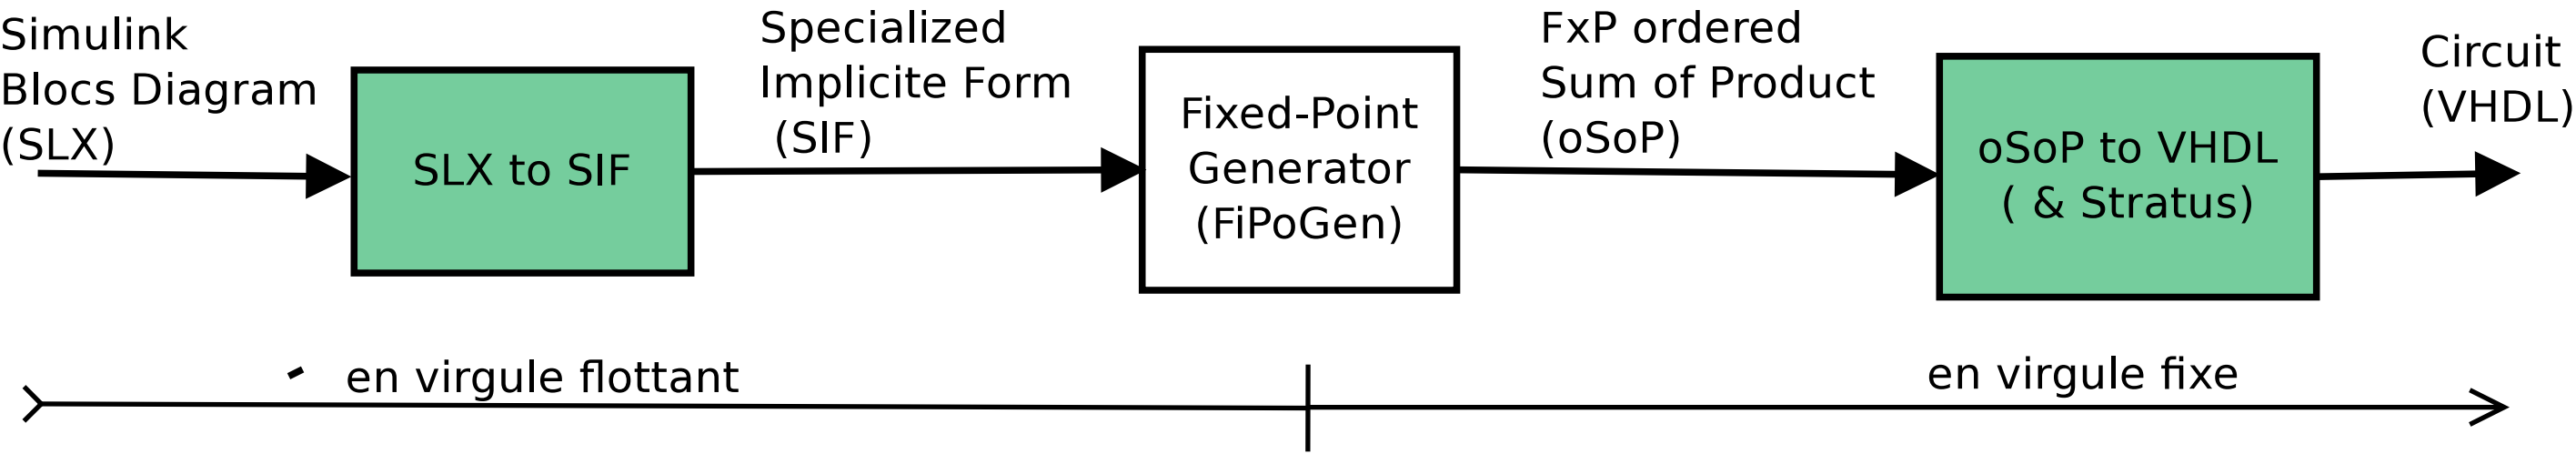 Simulink
Blocs Diagram
(SLX)
SLX to SIF
Specialized
Implicite Form
(SIF)
Fixed-Point
Generator
(FiPoGen)
FxP ordered
Sum of Product
(oSoP)
oSoP to VHDL
( & Stratus)
Circuit
(VHDL)
en virgule flottant
en virgule fixe